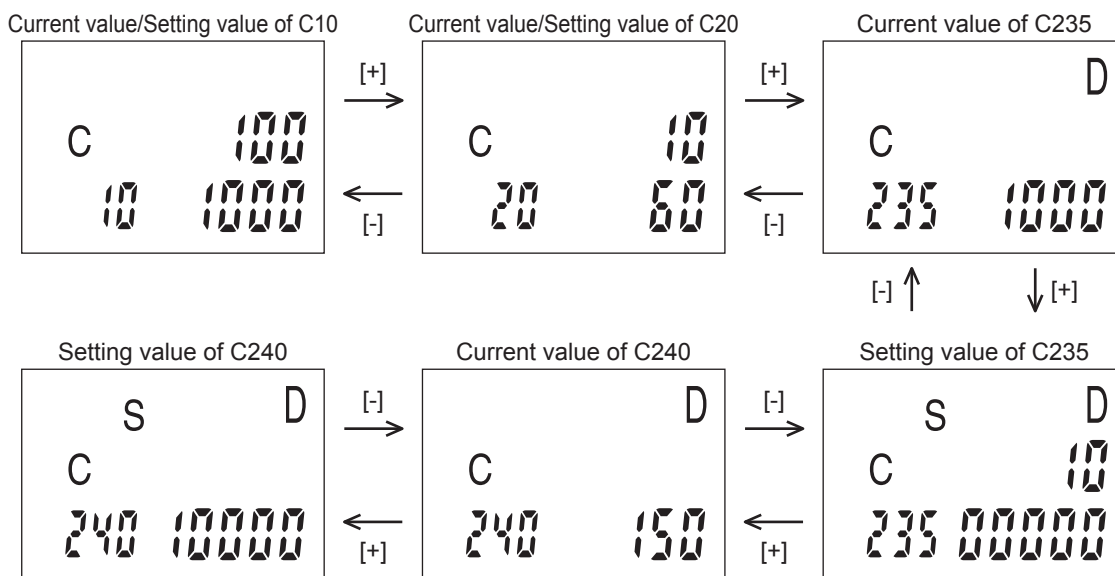 Current value/Setting value of C10
Current value/Setting value of C20
Current value of C235
[+]
[+]
D
C 100
C 10
C
10 1000
20 60
235 1000
[-]
[-]
[-] [+]
Setting value of C240
Current value of C240
Setting value of C235
S D
[-]
D
[-]
S D
C
C
C 10
240 10000
240 150
235 00000
[+]
[+]